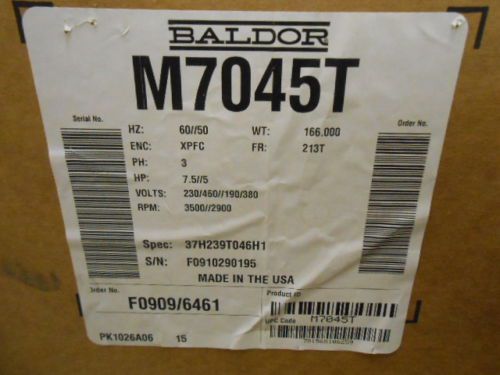 BALDOR
M7045T
Serial No.
Order No.
HZ: 60//50 WT: 166.000
ENC: XPFC FR: 213T
PH: 3
HP: 7.5//5
VOLTS: 230/460//190/380
RPM: 3500//2900
Spec: 37H239T046H1
S/N: F0910290195
MADE IN THE USA
Order No.
F0909/6461
Product ID
M7045T
UPC Code
PK1026A06 15